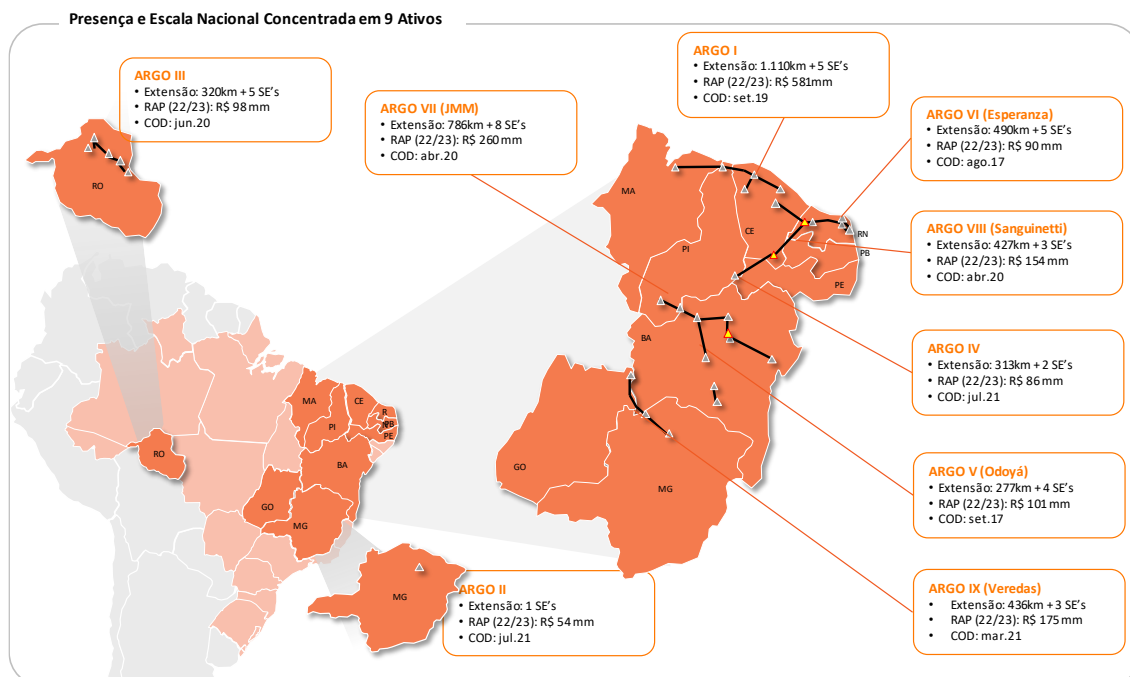 Presença e Escala Nacional Concentrada em 9 Ativos
ARGO III
• Extensão: 320km + 5 SE's
• RAP (22/23): R$ 98 mm
• COD: jun.20
ARGO VII (JMM)
• Extensão: 786km + 8 SE's
• RAP (22/23): R$ 260 mm
• COD: abr.20
ARGO I
• Extensão: 1.110km + 5 SE's
• RAP (22/23): R$ 581mm
• COD: set.19
ARGO VI (Esperanza)
• Extensão: 490km + 5 SE's
• RAP (22/23): R$ 90 mm
• COD: ago.17
ARGO VIII (Sanguinetti)
• Extensão: 427km + 3 SE's
• RAP (22/23): R$ 154 mm
• COD: abr.20
ARGO IV
• Extensão: 313km + 2 SE's
• RAP (22/23): R$ 86 mm
• COD: jul.21
ARGO V (Odoyá)
• Extensão: 277km + 4 SE's
• RAP (22/23): R$ 101 mm
• COD: set.17
ARGO IX (Veredas)
• Extensão: 436km + 3 SE's
• RAP (22/23): R$ 175 mm
• COD: mar.21
ARGO II
• Extensão: 1 SE's
• RAP (22/23): R$ 54 mm
• COD: jul.21
RO
MA
PI
CE
RN
PB
PE
BA
GO
MG
MA
CE
R
PB
PI
PE
BA
RO
GO
MG
MG